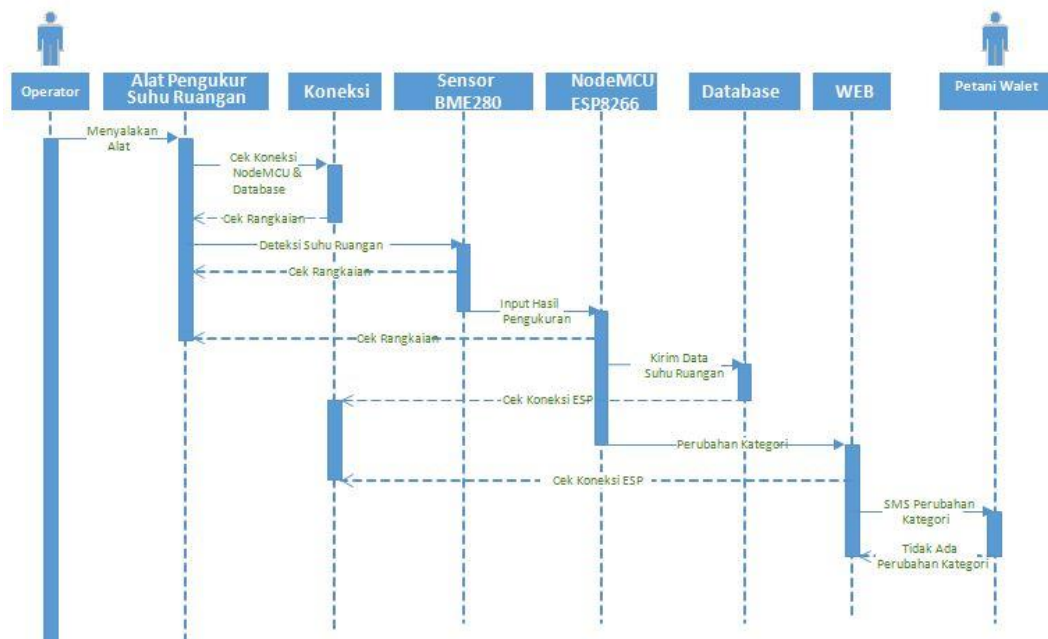 Operator
Alat Pengukur
Suhu Ruangan
Koneksi
Sensor
BME280
NodeMCU
ESP8266
Database
WEB
Petani Walet
Menyalakan
Alat
Cek Koneksi
NodeMCU &
Database
Cek Rangkaian
Deteksi Suhu Ruangan
Cek Rangkaian
Input Hasil
Pengukuran
Cek Rangkaian
Kirim Data
Suhu Ruangan
Cek Koneksi ESP
Perubahan Kategori
Cek Koneksi ESP
SMS Perubahan
Kategori
Tidak Ada
Perubahan Kategori